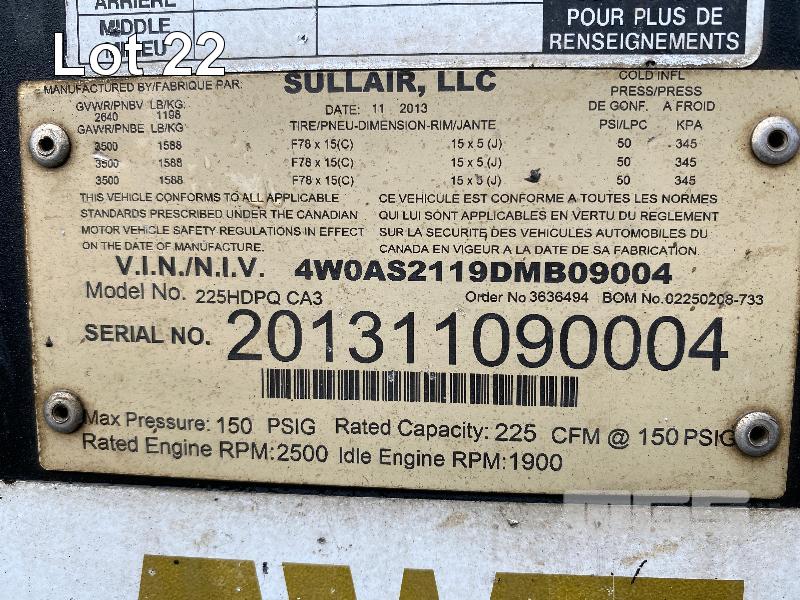 ARRIÈRE
MIDDLE
MILIEU
POUR PLUS DE
RENSEIGNEMENTS
Lot 22
MANUFACTURED BY/FABRIQUE PAR: SULLAIR, LLC
GVWR/PNBV LB/KG:
2640 1198
DATE: 11 2013
COLD INFL
PRESS/PRESS
DE GONF. A FROID
GAWR/PNBE LB/KG TIRE/PNEU-DIMENSION-RIM/JANTE PSI/LPC KPA
3500 1588 F78 x 15(C) 15 x 5 (J) 50 345
3500 1588 F78 x 15(C) 15 x 5 (J) 50 345
3500 1588 F78 x 15(C) 15 x 5 (J) 50 345
THIS VEHICLE CONFORMS TO ALL APPLICABLE
STANDARDS PRESCRIBED UNDER THE CANADIAN
MOTOR VEHICLE SAFETY REGULATIONS IN EFFECT
ON THE DATE OF MANUFACTURE.
CE VEHICULE EST CONFORME A TOUTES LES NORMES
QUI LUI SONT APPLICABLES EN VERTU DU REGLEMENT
SUR LA SECURITE DES VEHICULES AUTOMOBILES DU
CANADA EN VIGEUR A LA DATE DE SA FABRICATION.
V.I.N./N.I.V. 4W0AS2119DMB09004
Model No. 225HDPQ CA3 Order No 3636494 BOM No.02250208-733
SERIAL NO. 201311090004
Max Pressure: 150 PSIG Rated Capacity: 225 CFM @ 150 PSIG
Rated Engine RPM:2500 Idle Engine RPM:1900